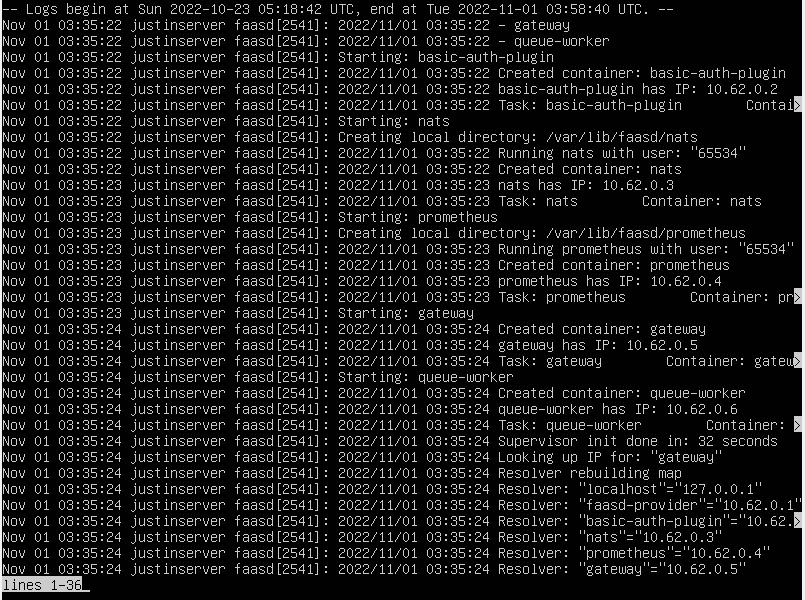 -- Logs begin at Sun 2022-10-23 05:18:42 UTC, end at Tue 2022-11-01 03:58:40 UTC. --
Nov 01 03:35:22 justinserver faasd[2541]: 2022/11/01 03:35:22 - gateway
Nov 01 03:35:22 justinserver faasd[2541]: 2022/11/01 03:35:22 - queue-worker
Nov 01 03:35:22 justinserver faasd[2541]: Starting: basic-auth-plugin
Nov 01 03:35:22 justinserver faasd[2541]: 2022/11/01 03:35:22 Created container: basic-auth-plugin
Nov 01 03:35:22 justinserver faasd[2541]: 2022/11/01 03:35:22 basic-auth-plugin has IP: 10.62.0.2
Nov 01 03:35:22 justinserver faasd[2541]: 2022/11/01 03:35:22 Task: basic-auth-plugin        Contai>
Nov 01 03:35:22 justinserver faasd[2541]: Starting: nats
Nov 01 03:35:22 justinserver faasd[2541]: Creating local directory: /var/lib/faasd/nats
Nov 01 03:35:22 justinserver faasd[2541]: 2022/11/01 03:35:22 Running nats with user: "65534"
Nov 01 03:35:22 justinserver faasd[2541]: 2022/11/01 03:35:22 Created container: nats
Nov 01 03:35:23 justinserver faasd[2541]: 2022/11/01 03:35:23 nats has IP: 10.62.0.3
Nov 01 03:35:23 justinserver faasd[2541]: 2022/11/01 03:35:23 Task: nats        Container: nats
Nov 01 03:35:23 justinserver faasd[2541]: Starting: prometheus
Nov 01 03:35:23 justinserver faasd[2541]: Creating local directory: /var/lib/faasd/prometheus
Nov 01 03:35:23 justinserver faasd[2541]: 2022/11/01 03:35:23 Running prometheus with user: "65534"
Nov 01 03:35:23 justinserver faasd[2541]: 2022/11/01 03:35:23 Created container: prometheus
Nov 01 03:35:23 justinserver faasd[2541]: 2022/11/01 03:35:23 prometheus has IP: 10.62.0.4
Nov 01 03:35:23 justinserver faasd[2541]: 2022/11/01 03:35:23 Task: prometheus        Container: pr>
Nov 01 03:35:23 justinserver faasd[2541]: Starting: gateway
Nov 01 03:35:24 justinserver faasd[2541]: 2022/11/01 03:35:24 Created container: gateway
Nov 01 03:35:24 justinserver faasd[2541]: 2022/11/01 03:35:24 gateway has IP: 10.62.0.5
Nov 01 03:35:24 justinserver faasd[2541]: 2022/11/01 03:35:24 Task: gateway        Container: gatew>
Nov 01 03:35:24 justinserver faasd[2541]: Starting: queue-worker
Nov 01 03:35:24 justinserver faasd[2541]: 2022/11/01 03:35:24 Created container: queue-worker
Nov 01 03:35:24 justinserver faasd[2541]: 2022/11/01 03:35:24 queue-worker has IP: 10.62.0.6
Nov 01 03:35:24 justinserver faasd[2541]: 2022/11/01 03:35:24 Task: queue-worker        Container: >
Nov 01 03:35:24 justinserver faasd[2541]: 2022/11/01 03:35:24 Supervisor init done in: 32 seconds
Nov 01 03:35:24 justinserver faasd[2541]: 2022/11/01 03:35:24 Looking up IP for: "gateway"
Nov 01 03:35:24 justinserver faasd[2541]: 2022/11/01 03:35:24 Resolver rebuilding map
Nov 01 03:35:24 justinserver faasd[2541]: 2022/11/01 03:35:24 Resolver: "localhost"="127.0.0.1"
Nov 01 03:35:24 justinserver faasd[2541]: 2022/11/01 03:35:24 Resolver: "faasd-provider"="10.62.0.1"
Nov 01 03:35:24 justinserver faasd[2541]: 2022/11/01 03:35:24 Resolver: "basic-auth-plugin"="10.62.>
Nov 01 03:35:24 justinserver faasd[2541]: 2022/11/01 03:35:24 Resolver: "nats"="10.62.0.3"
Nov 01 03:35:24 justinserver faasd[2541]: 2022/11/01 03:35:24 Resolver: "prometheus"="10.62.0.4"
Nov 01 03:35:24 justinserver faasd[2541]: 2022/11/01 03:35:24 Resolver: "gateway"="10.62.0.5"
lines 1-36